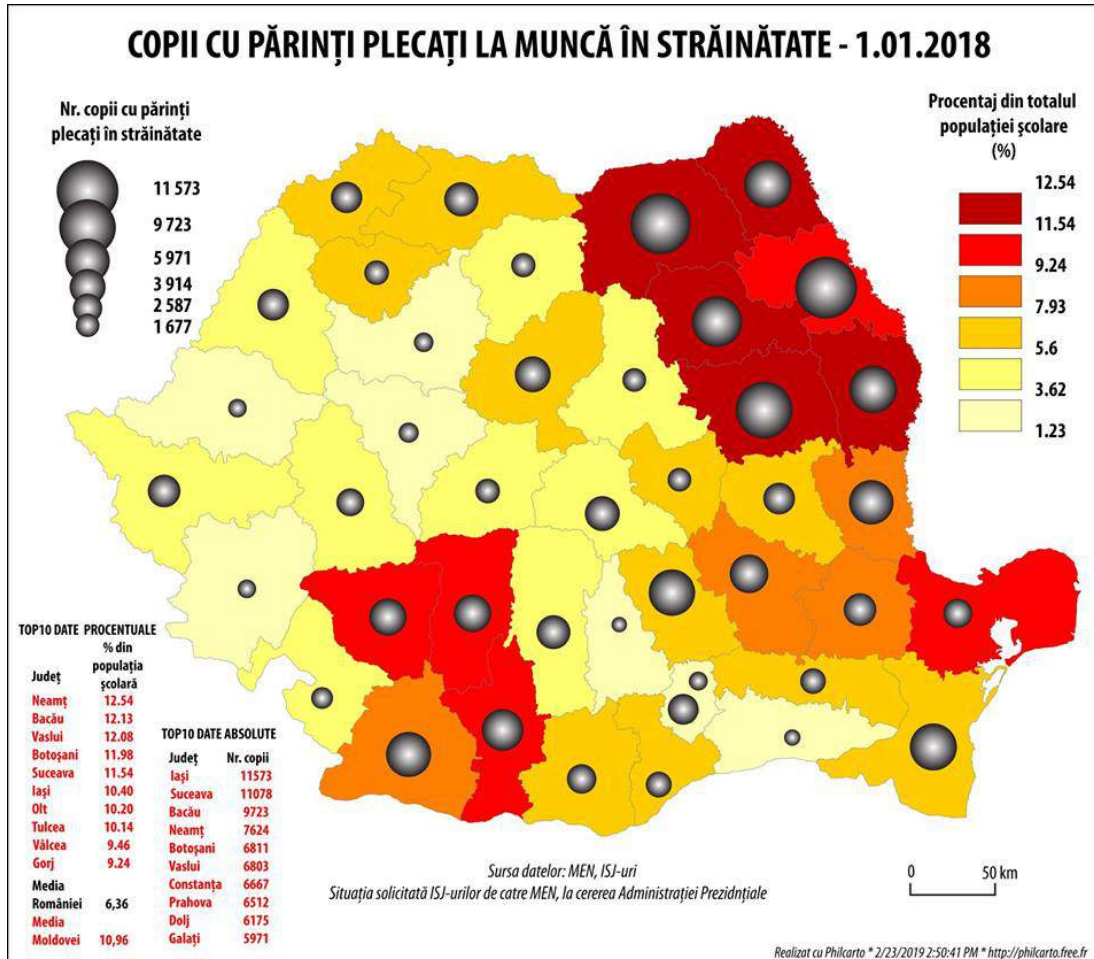 COPII CU PĂRINȚI PLECAȚI LA MUNCĂ ÎN STRĂINĂTATE - 1.01.2018
Nr. copii cu părinți
plecați în străinătate
11 573
9 723
5 971
3 914
2 587
1 677
Procentaj din totalul
populației școlare
(%)
12.54
11.54
9.24
7.93
5.6
3.62
1.23
TOP10 DATE PROCENTUALE
Județ % din populația școlară
Neamț 12.54
Bacău 12.13
Vaslui 12.08
Botoșani 11.98
Suceava 11.54
Iași 10.40
Olt 10.20
Tulcea 10.14
Vâlcea 9.46
Gorj 9.24
Media
României 6,36
Media
Moldovei 10,96
TOP10 DATE ABSOLUTE
Județ Nr. copii
Iași 11573
Suceava 11078
Bacău 9723
Neamț 7624
Botoșani 6811
Vaslui 6803
Constanța 6667
Prahova 6512
Dolj 6175
Galați 5971
Sursa datelor: MEN, ISJ-uri
Situația solicitată ISJ-urilor de catre MEN, la cererea Administrației Prezidnțiale
0 50 km
Realizat cu Philcarto * 2/23/2019 2:50:41 PM * http://philcarto.free.fr